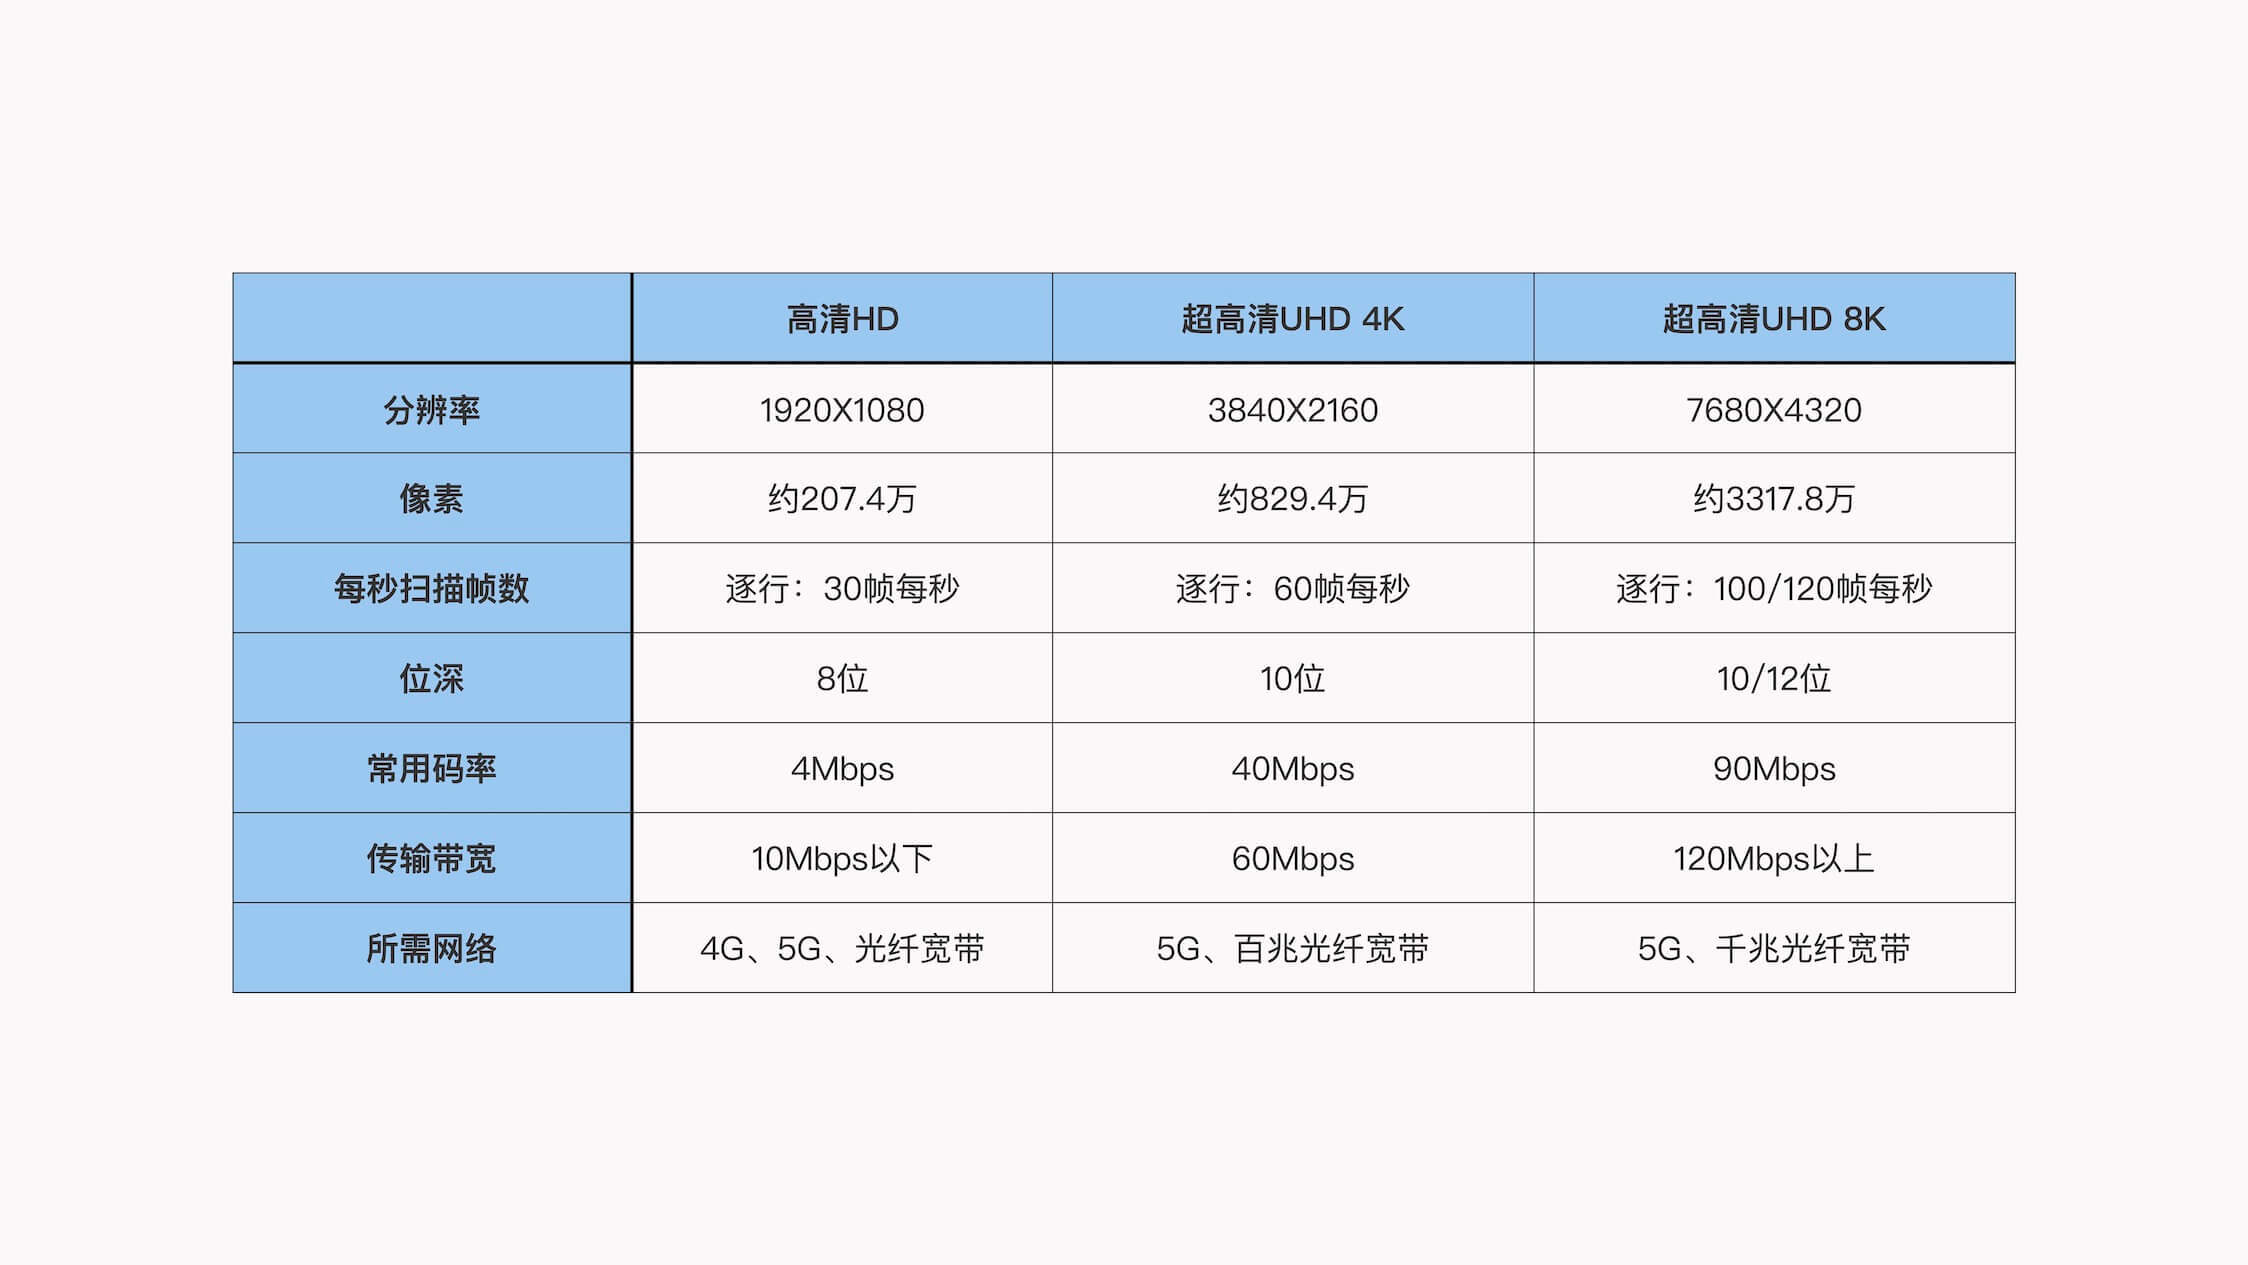 高清HD 超高清UHD 4K 超高清UHD 8K
分辨率 1920X1080 3840X2160 7680X4320
像素 约207.4万 约829.4万 约3317.8万
每秒扫描帧数 逐行：30帧每秒 逐行：60帧每秒 逐行：100/120帧每秒
位深 8位 10位 10/12位
常用码率 4Mbps 40Mbps 90Mbps
传输带宽 10Mbps以下 60Mbps 120Mbps以上
所需网络 4G、5G、光纤宽带 5G、百兆光纤宽带 5G、千兆光纤宽带